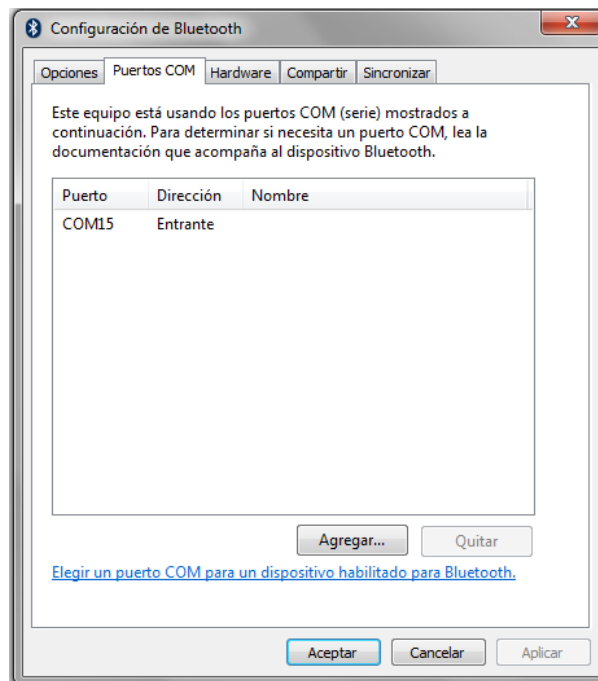 Configuración de Bluetooth
Opciones Puertos COM Hardware Compartir Sincronizar
Este equipo está usando los puertos COM (serie) mostrados a
continuación. Para determinar si necesita un puerto COM, lea la
documentación que acompaña al dispositivo Bluetooth.
Puerto Dirección Nombre
COM15 Entrante
Agregar... Quitar
Elegir un puerto COM para un dispositivo habilitado para Bluetooth.
Aceptar Cancelar Aplicar